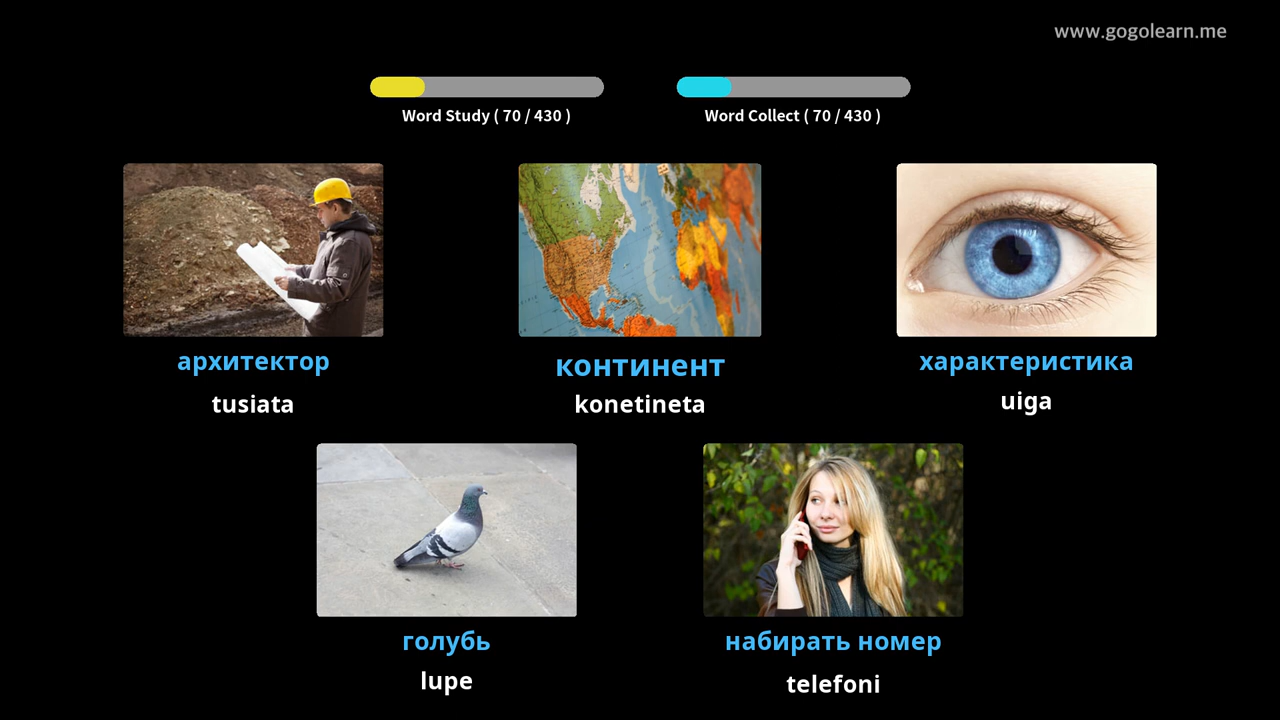 www.gogolearn.me
Word Study ( 70 / 430 )
Word Collect ( 70 / 430 )
архитектор
tusiata
континент
konetineta
характеристика
uiga
голубь
lupe
набирать номер
telefoni